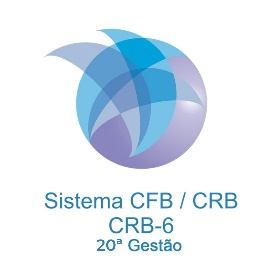 Sistema CFB / CRB
CRB-6
20ª Gestão